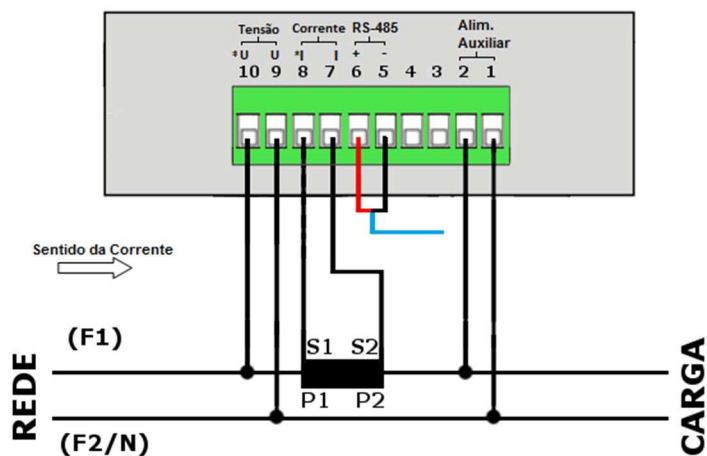 Tensão Corrente RS-485 Alim. Auxiliar
*U U *I I + -
10 9 8 7 6 5 4 3 2 1
Sentido da Corrente
(F1)
S1 S2
P1 P2
(F2/N)
REDE
CARGA